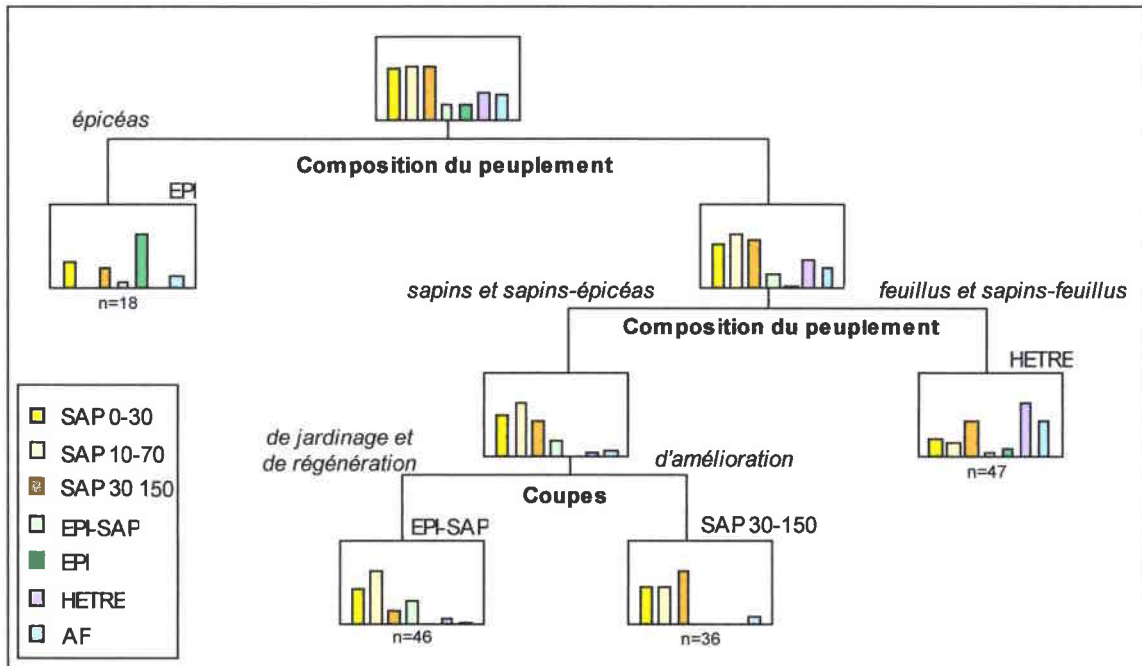 épicéas
Composition du peuplement
EPI
n=18
sapins et sapins-épicéas
feuillus et sapins-feuillus
Composition du peuplement
HETRE
n=47
de jardinage et
de régénération
d'amélioration
Coupes
EPI-SAP
SAP 30-150
n=46
n=36
SAP 0-30
SAP 10-70
SAP 30 150
EPI-SAP
EPI
HETRE
AF